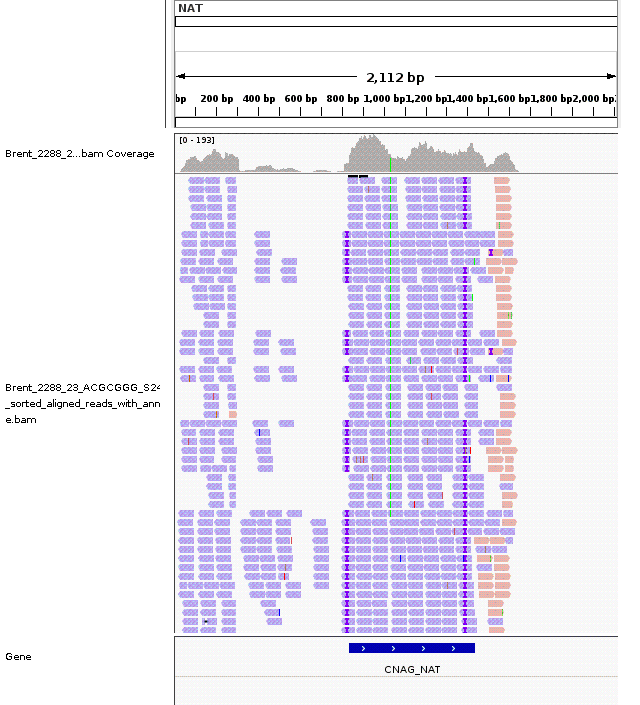 NAT
2,112 bp
bp 200 bp 400 bp 600 bp 800 bp 1,000 bp 1,200 bp 1,400 bp 1,600 bp 1,800 bp 2,000 bp
[0 - 193]
Brent_2288_2...bam Coverage
Brent_2288_23_ACGCGGG_S24
_sorted_aligned_reads_with_ann
e.bam
Gene
CNAG_NAT